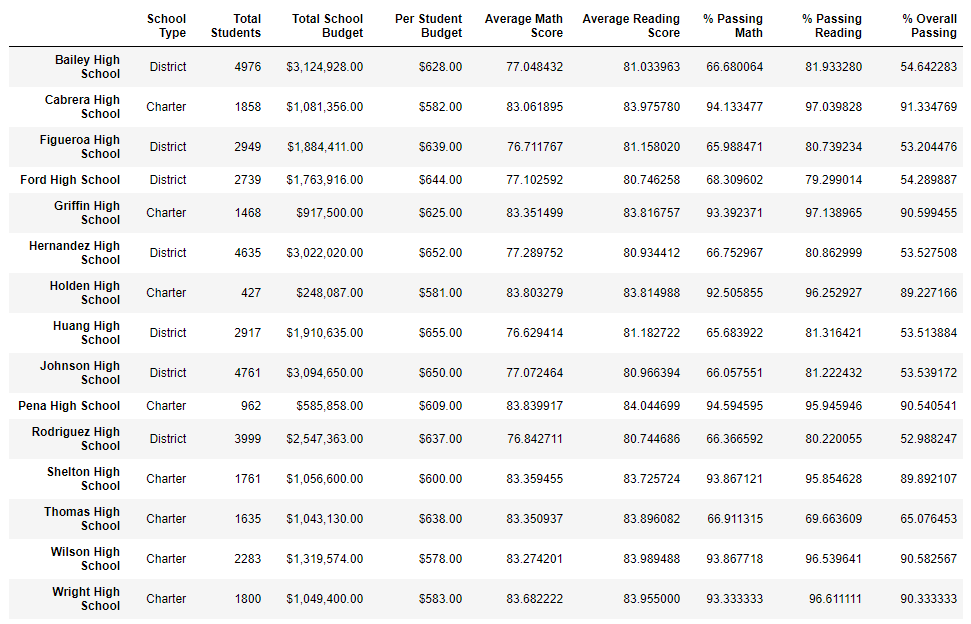 School Type Total Students Total School Budget Per Student Budget Average Math Score Average Reading Score % Passing Math % Passing Reading % Overall Passing
Bailey High School District 4976 $3,124,928.00 $628.00 77.048432 81.033963 66.680064 81.933280 54.642283
Cabrera High School Charter 1858 $1,081,356.00 $582.00 83.061895 83.975780 94.133477 97.039828 91.334769
Figueroa High School District 2949 $1,884,411.00 $639.00 76.711767 81.158020 65.988471 80.739234 53.204476
Ford High School District 2739 $1,763,916.00 $644.00 77.102592 80.746258 68.309602 79.299014 54.289887
Griffin High School Charter 1468 $917,500.00 $625.00 83.351499 83.816757 93.392371 97.138965 90.599455
Hernandez High School District 4635 $3,022,020.00 $652.00 77.289752 80.934412 66.752967 80.862999 53.527508
Holden High School Charter 427 $248,087.00 $581.00 83.803279 83.814988 92.505855 96.252927 89.227166
Huang High School District 2917 $1,910,635.00 $655.00 76.629414 81.182722 65.683922 81.316421 53.513884
Johnson High School District 4761 $3,094,650.00 $650.00 77.072464 80.966394 66.057551 81.222432 53.539172
Pena High School Charter 962 $585,858.00 $609.00 83.839917 84.044699 94.594595 95.945946 90.540541
Rodriguez High School District 3999 $2,547,363.00 $637.00 76.842711 80.744686 66.366592 80.220055 52.988247
Shelton High School Charter 1761 $1,056,600.00 $600.00 83.359455 83.725724 93.867121 95.854628 89.892107
Thomas High School Charter 1635 $1,043,130.00 $638.00 83.350937 83.896082 66.911315 69.663609 65.076453
Wilson High School Charter 2283 $1,319,574.00 $578.00 83.274201 83.989488 93.867718 96.539641 90.582567
Wright High School Charter 1800 $1,049,400.00 $583.00 83.682222 83.955000 93.333333 96.611111 90.333333